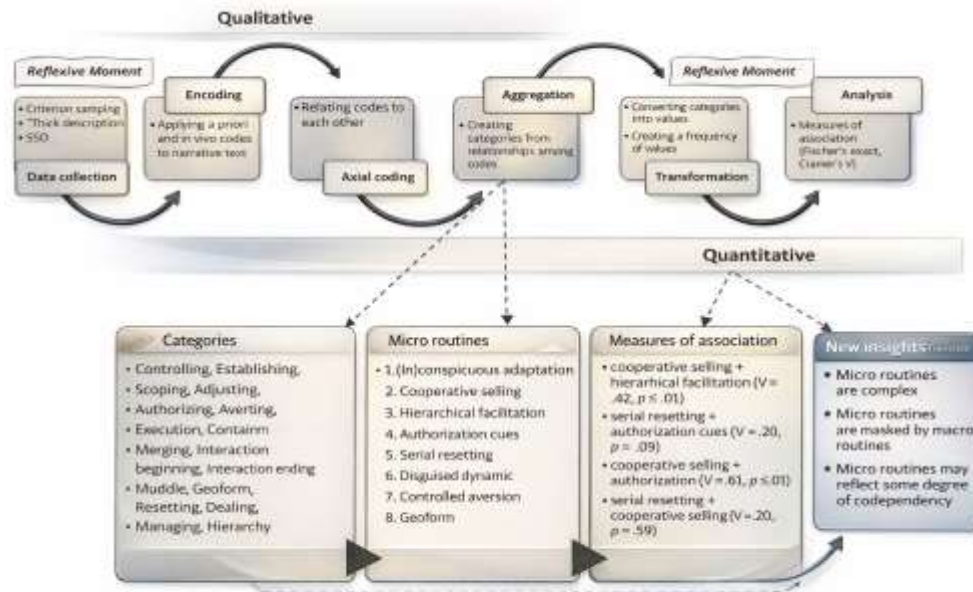 Qualitative
Reflexive Moment
• Criterion sampling
• "Thick description
• SSO
Data collection
Encoding
• Applying a priori
and in vivo codes
to narrative text
• Relating codes to
each other
Axial coding
Aggregation
• Creating
categories from
relationships among
codes
Reflexive Moment
• Converting categories
into values
• Creating a frequency
of values
Transformation
Analysis
• Measures of
association
(Fischer's exact,
Cramer's V)
Quantitative
Categories
• Controlling, Establishing,
• Scoping, Adjusting,
• Authorizing, Averting,
• Execution, Containm
• Merging, Interaction
beginning, Interaction ending
• Muddle, Geoform,
Resetting, Dealing,
• Managing, Hierarchy
Micro routines
• 1.(In)conspicuous adaptation
2. Cooperative selling
3. Hierarchical facilitation
4. Authorization cues
5. Serial resetting
6. Disguised dynamic
7. Controlled aversion
8. Geoform
Measures of association
• cooperative selling +
hierarhical facilitation (V =
.42, p ≤ .01)
• serial resetting +
authorization cues (V = .20,
p = .09)
• cooperative selling +
authorization (V = .61, p ≤.01)
• serial resetting +
cooperative selling (V = .20,
p = .59)
New insights
• Micro routines
are complex
• Micro routines
are masked by macro
routines
• Micro routines may
reflect some degree
of codependency